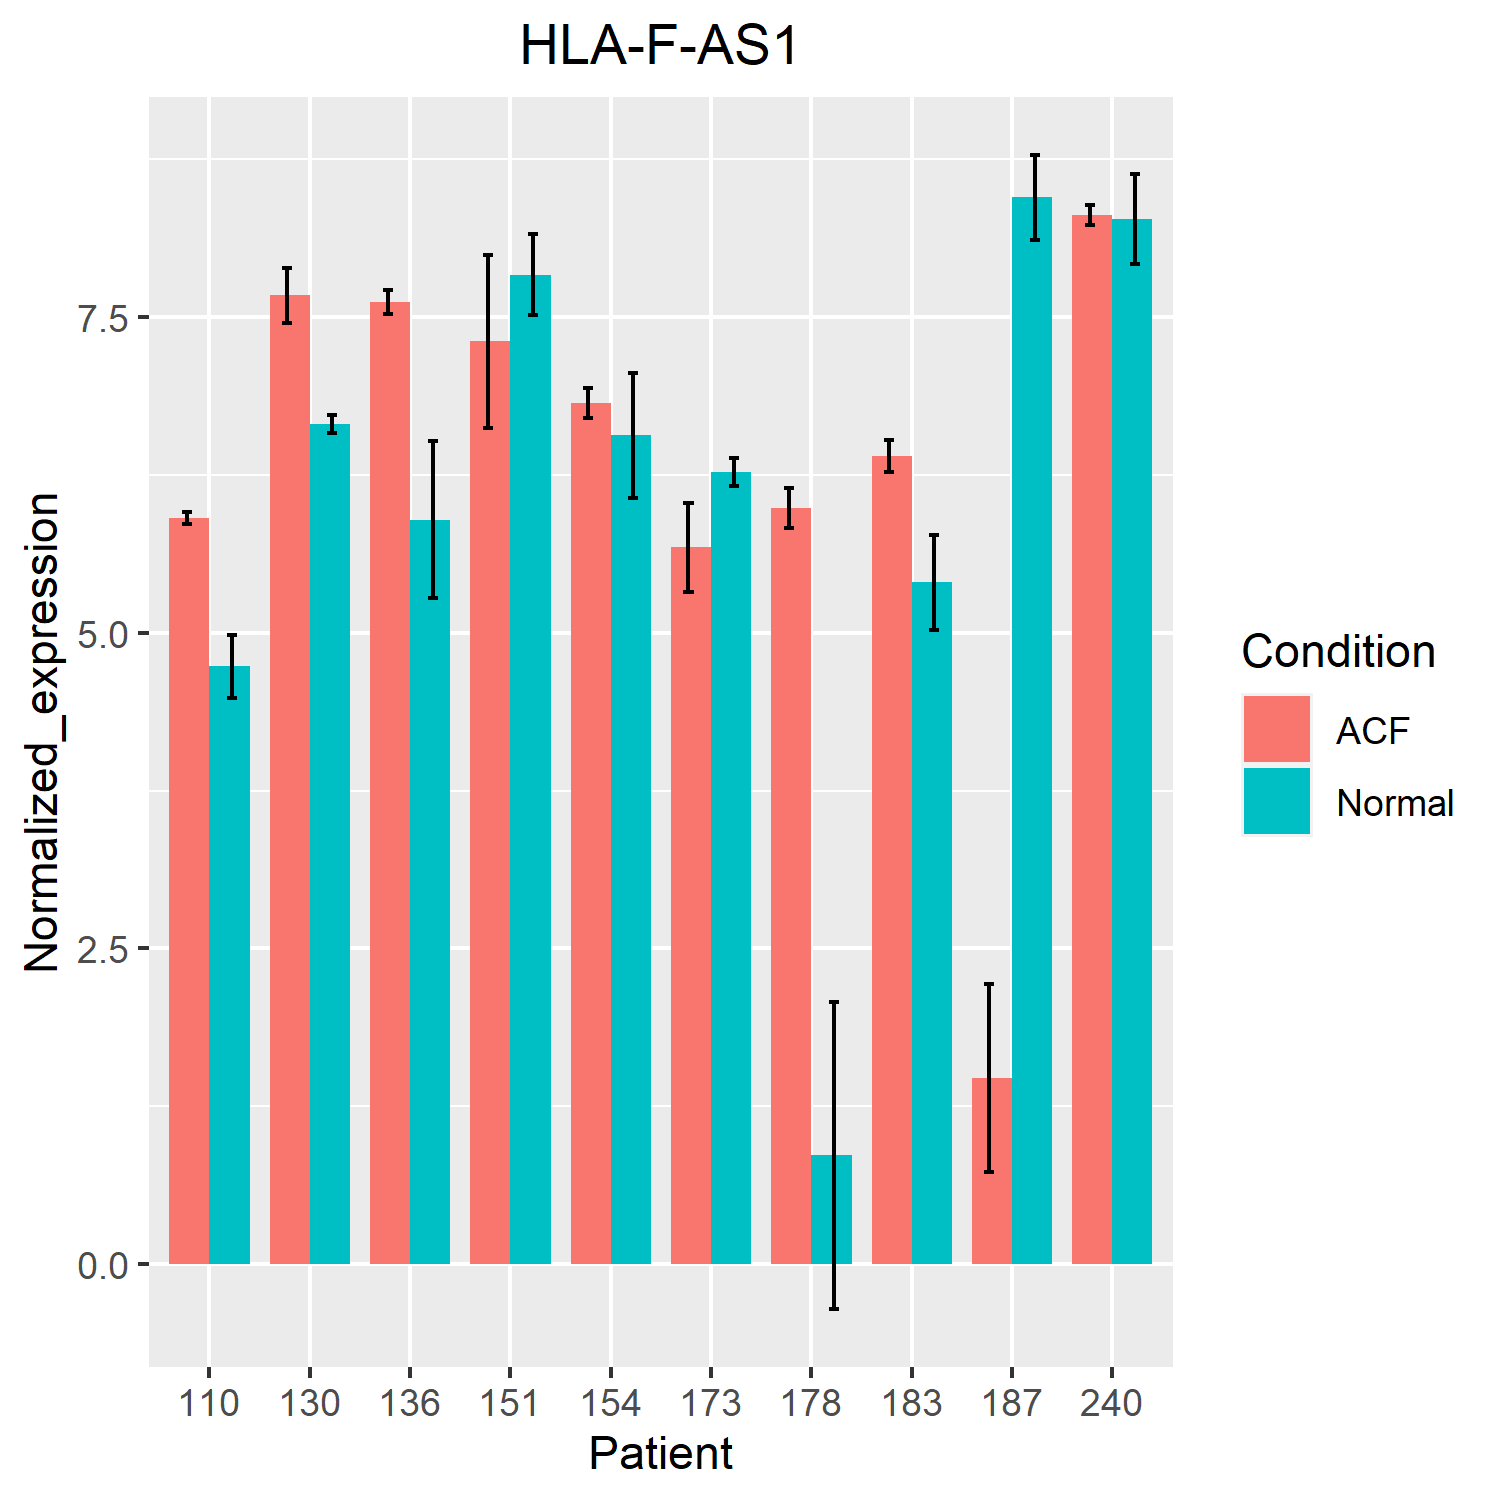 HLA-F-AS1
Normalized_expression
7.5
5.0
2.5
0.0
110 130 136 151 154 173 178 183 187 240
Patient
Condition
ACF
Normal